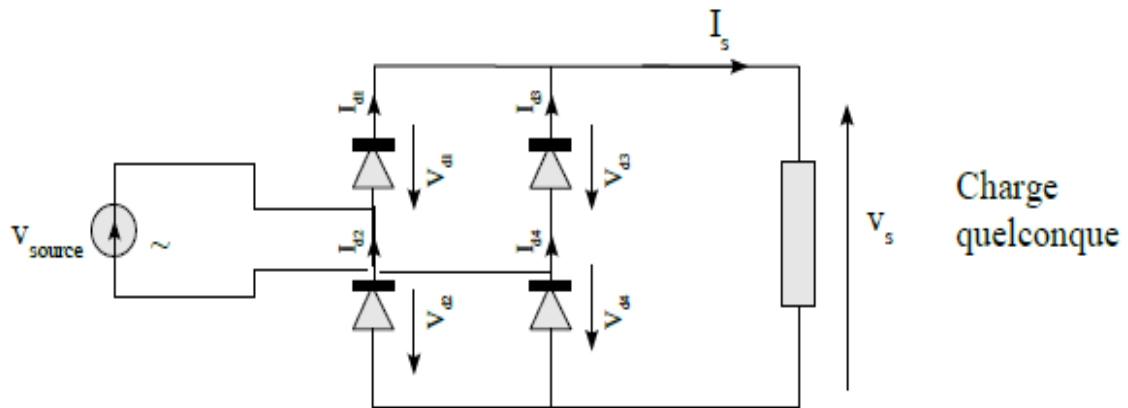 I_s
I_d1
I_d3
V_d1
V_d3
V_source
~
I_d2
I_d4
V_d2
V_d4
V_s
Charge
quelconque